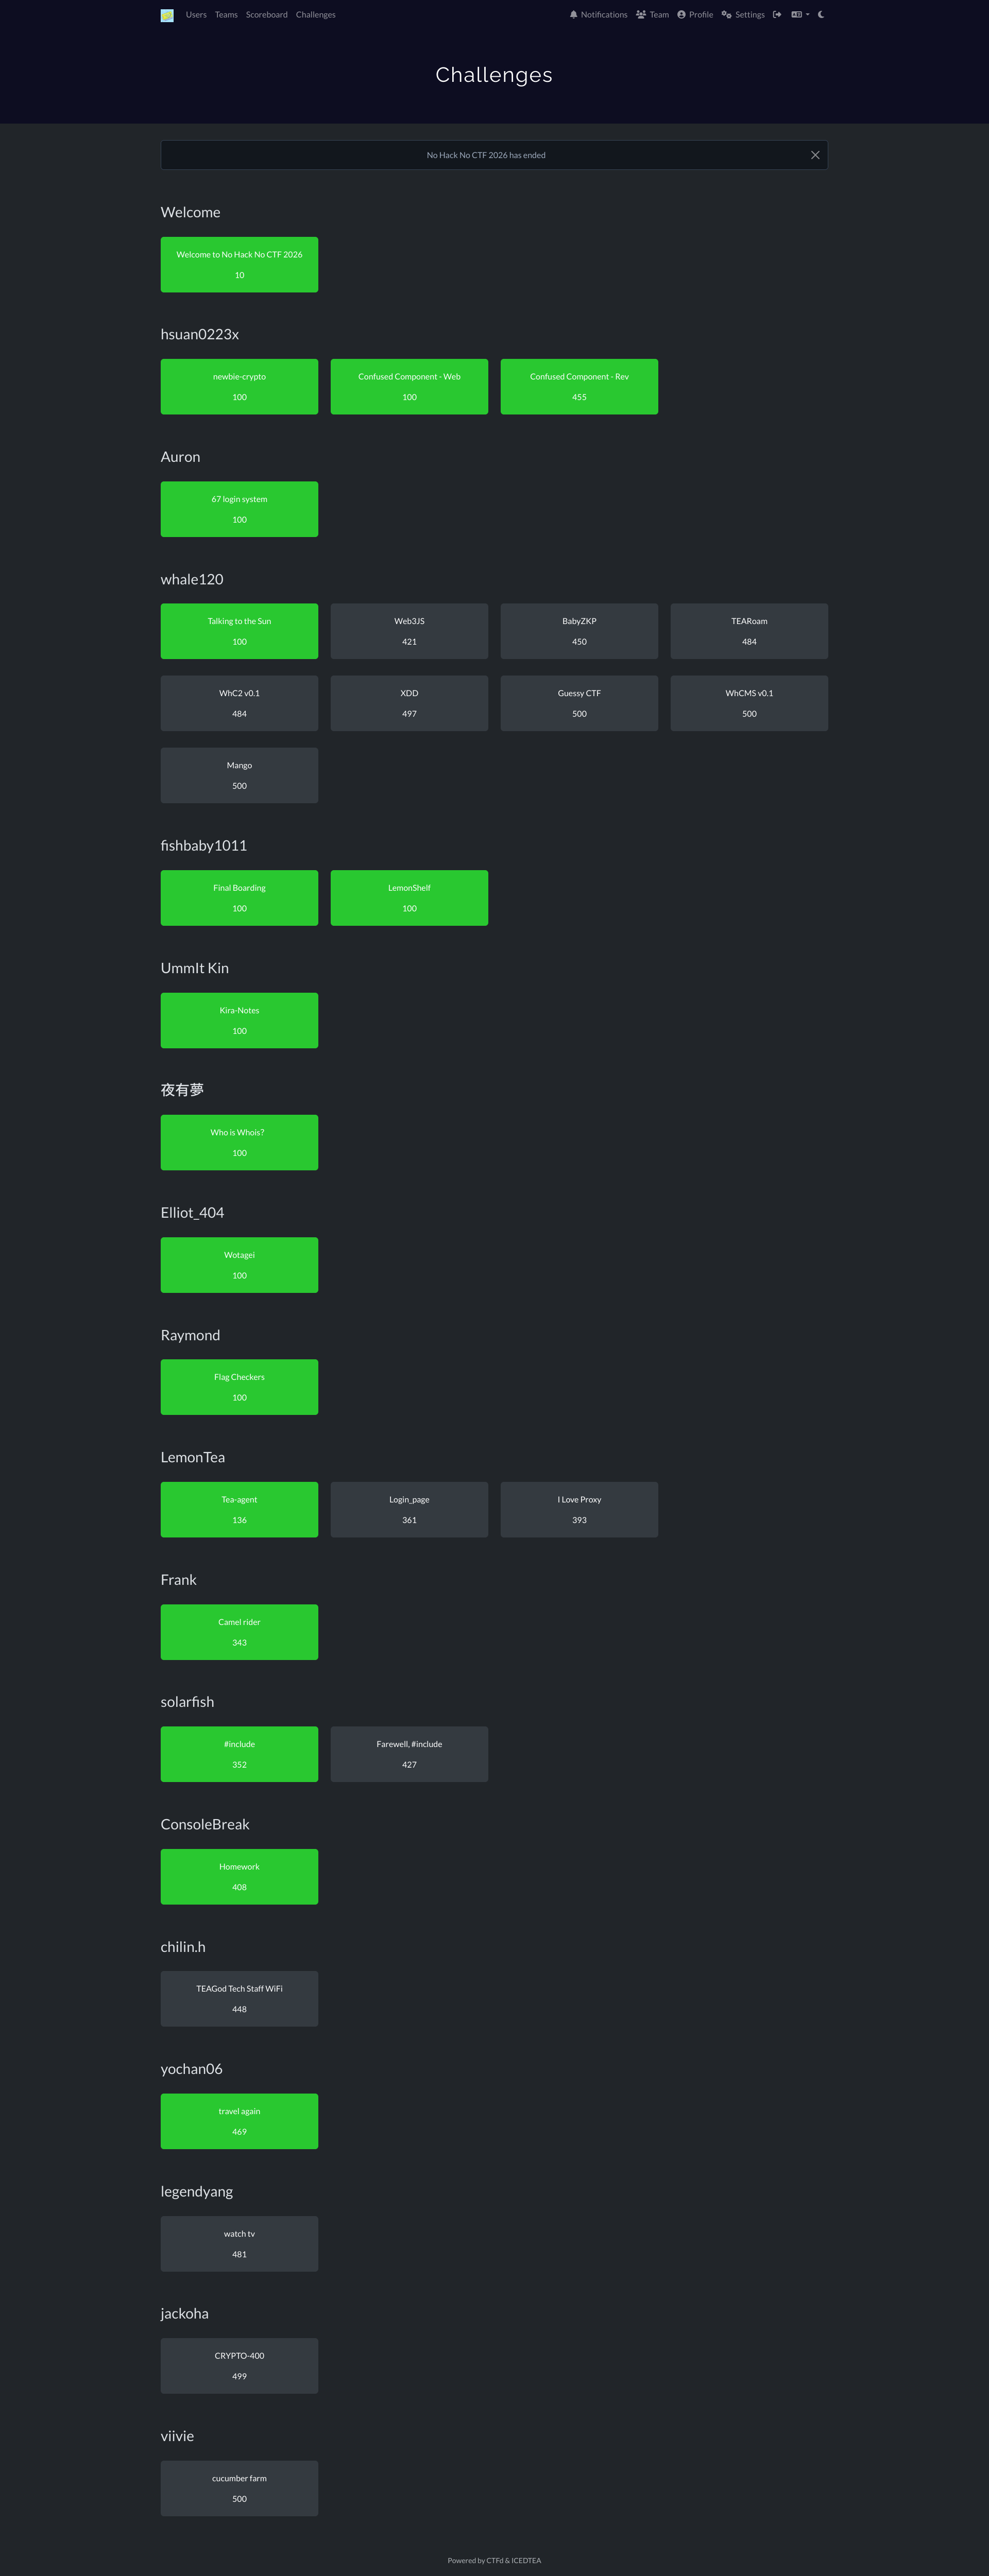 Users Teams Scoreboard Challenges Notifications Team Profile Settings
Challenges
No Hack No CTF 2026 has ended
Welcome
Welcome to No Hack No CTF 2026
10
hsuan0223x
newbie-crypto
100
Confused Component - Web
100
Confused Component - Rev
455
Auron
67 login system
100
whale120
Talking to the Sun
100
Web3JS
421
BabyZKP
450
TEARoam
484
WhC2 v0.1
484
XDD
497
Guessy CTF
500
WhCMS v0.1
500
Mango
500
fishbaby1011
Final Boarding
100
LemonShelf
100
UmmIt Kin
Kira-Notes
100
夜有夢
Who is Whois？
100
Elliot_404
Wotagei
100
Raymond
Flag Checkers
100
LemonTea
Tea-agent
136
Login_page
361
I Love Proxy
393
Frank
Camel rider
343
solarfish
#include
352
Farewell, #include
427
ConsoleBreak
Homework
408
chilin.h
TEAGod Tech Staff WiFi
448
yochan06
travel again
469
legendyang
watch tv
481
jackoha
CRYPTO-400
499
viivie
cucumber farm
500
Powered by CTFd & ICEDTEA